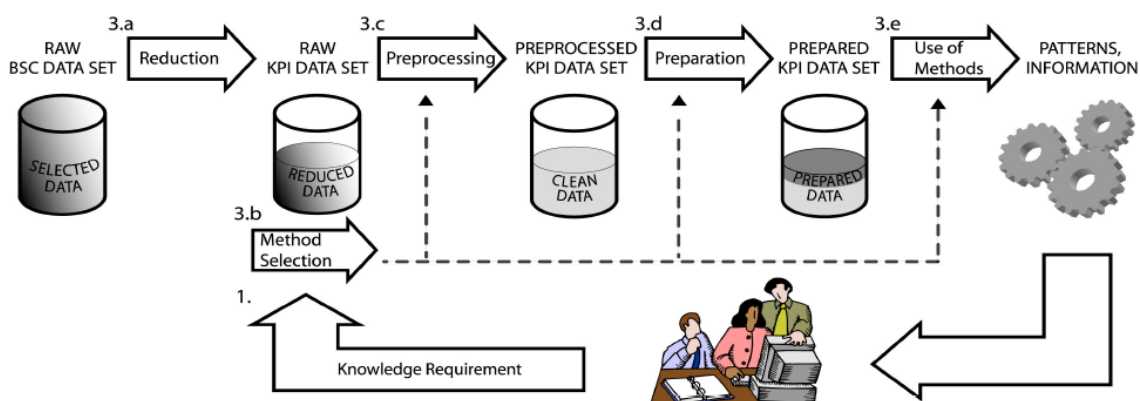 3.a
3.c
3.d
3.e
RAW
BSC DATA SET
Reduction
RAW
KPI DATA SET
Preprocessing
PREPROCESSED
KPI DATA SET
Preparation
PREPARED
KPI DATA SET
Use of
Methods
PATTERNS,
INFORMATION
SELECTED
DATA
REDUCED
DATA
CLEAN
DATA
PREPARED
DATA
3.b
Method
Selection
1.
Knowledge Requirement